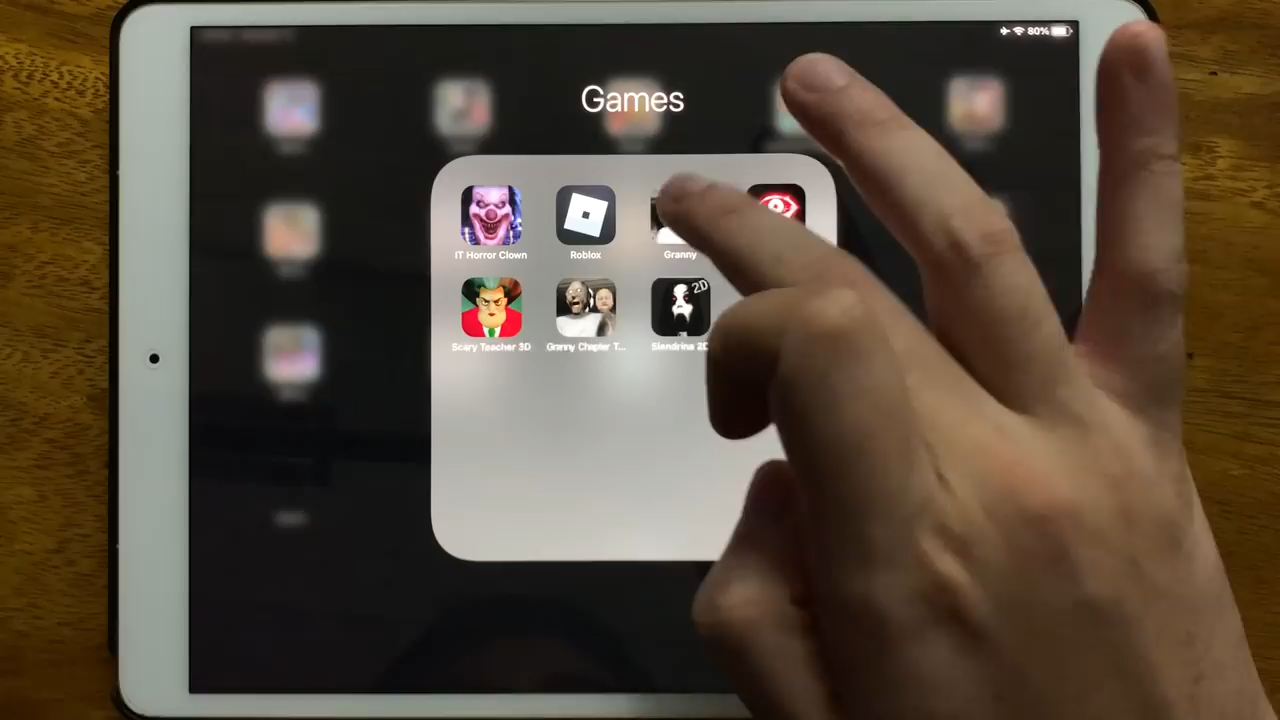 80%
Games
IT Horror Clown
Roblox
Granny
2D
Scary Teacher 3D
Granny Chapter T...
Slendrina 2D